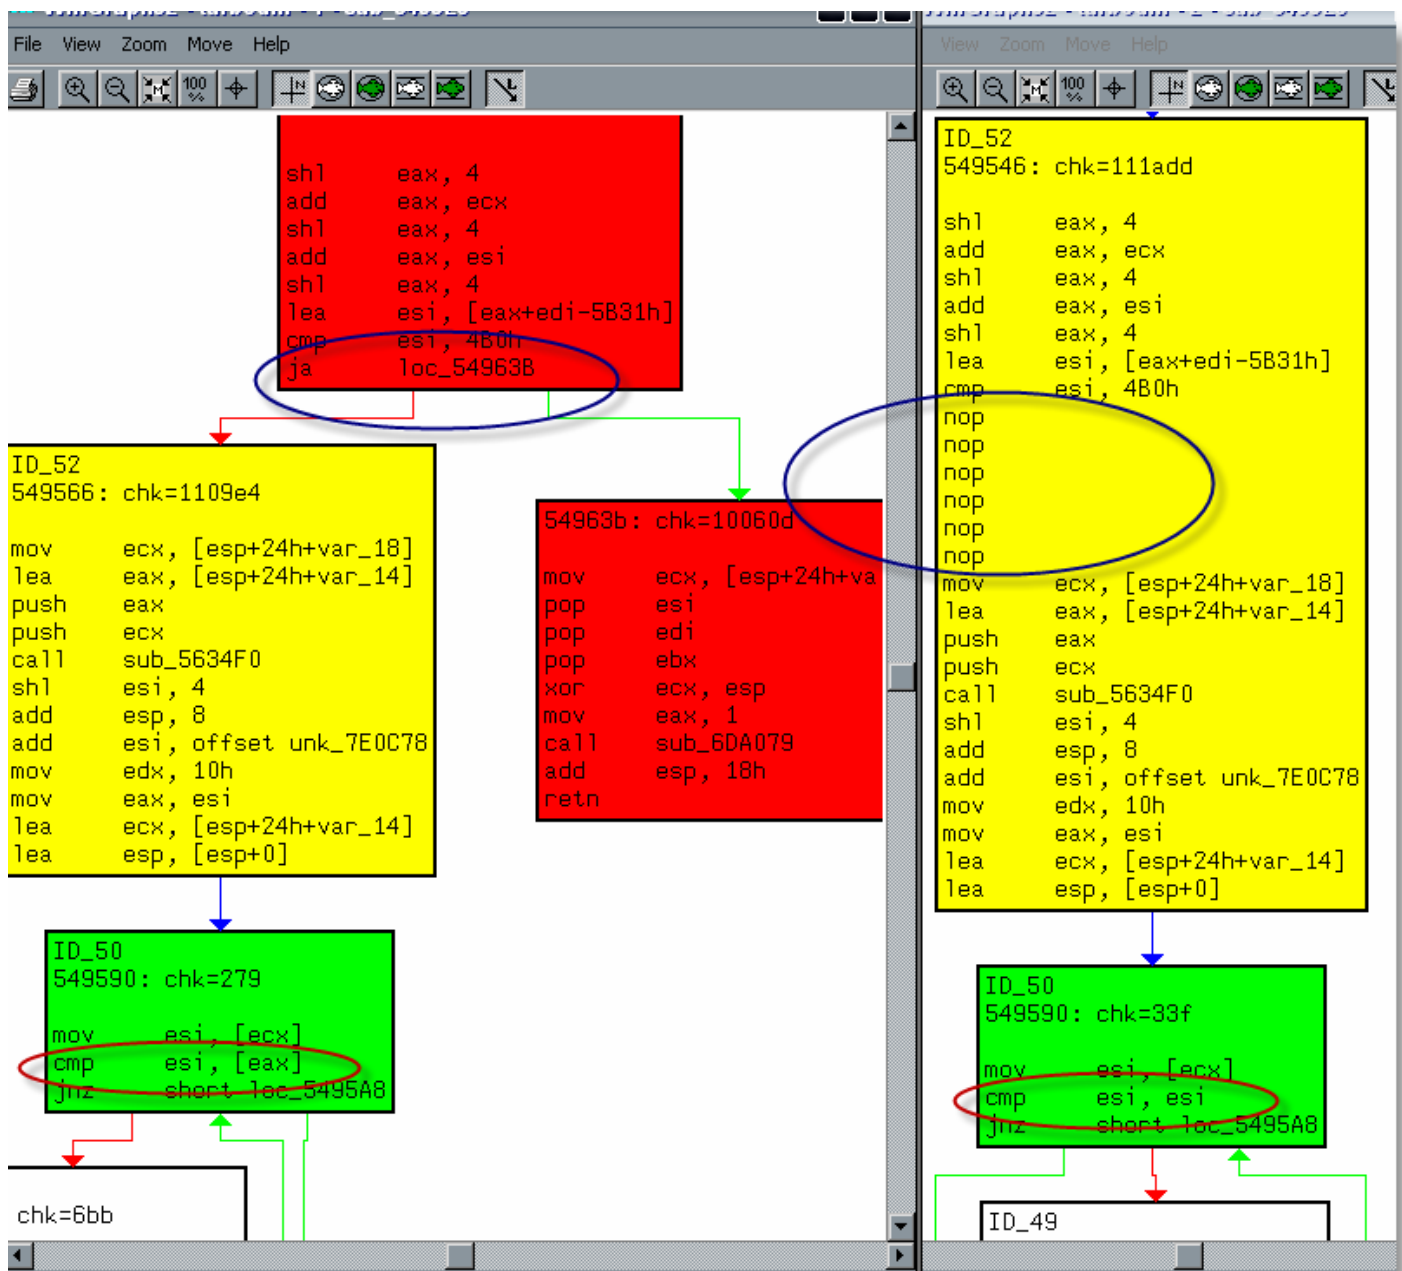 File View Zoom Move Help
100 %
shl eax, 4
add eax, ecx
shl eax, 4
add eax, esi
shl eax, 4
lea esi, [eax+edi-5B31h]
cmp esi, 4B0h
ja loc_54963B
ID_52
549566: chk=1109e4
mov ecx, [esp+24h+var_18]
lea eax, [esp+24h+var_14]
push eax
push ecx
call sub_5634F0
shl esi, 4
add esp, 8
add esi, offset unk_7E0C78
mov edx, 10h
mov eax, esi
lea ecx, [esp+24h+var_14]
lea esp, [esp+0]
54963b: chk=10060d
mov ecx, [esp+24h+va
pop esi
pop edi
pop ebx
xor ecx, esp
mov eax, 1
call sub_6DA079
add esp, 18h
retn
ID_50
549590: chk=279
mov esi, [ecx]
cmp esi, [eax]
jnz short loc_5495A8
chk=6bb
View Zoom Move Help
100 %
ID_52
549546: chk=111add
shl eax, 4
add eax, ecx
shl eax, 4
add eax, esi
shl eax, 4
lea esi, [eax+edi-5B31h]
cmp esi, 4B0h
nop
nop
nop
nop
nop
nop
mov ecx, [esp+24h+var_18]
lea eax, [esp+24h+var_14]
push eax
push ecx
call sub_5634F0
shl esi, 4
add esp, 8
add esi, offset unk_7E0C78
mov edx, 10h
mov eax, esi
lea ecx, [esp+24h+var_14]
lea esp, [esp+0]
ID_50
549590: chk=33f
mov esi, [ecx]
cmp esi, esi
jnz short loc_5495A8
ID_49